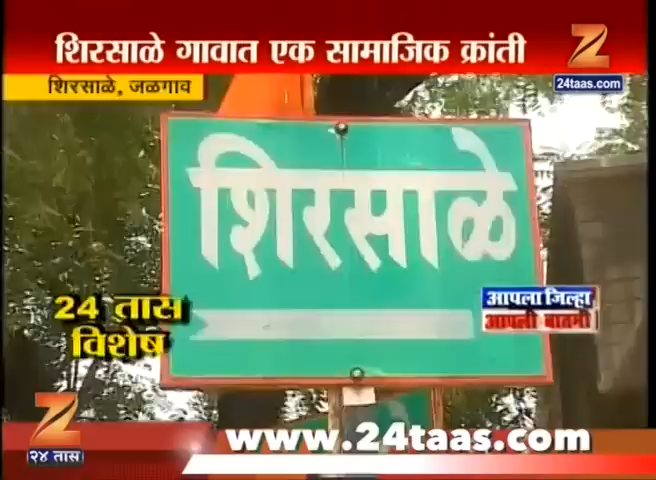 शिरसाळे गावात एक सामाजिक क्रांती
24taas.com
शिरसाळे, जळगाव
शिरसाळे
आपला जिल्हा
आपली बातमी
24 तास
विशेष
२४ तास
www.24taas.com